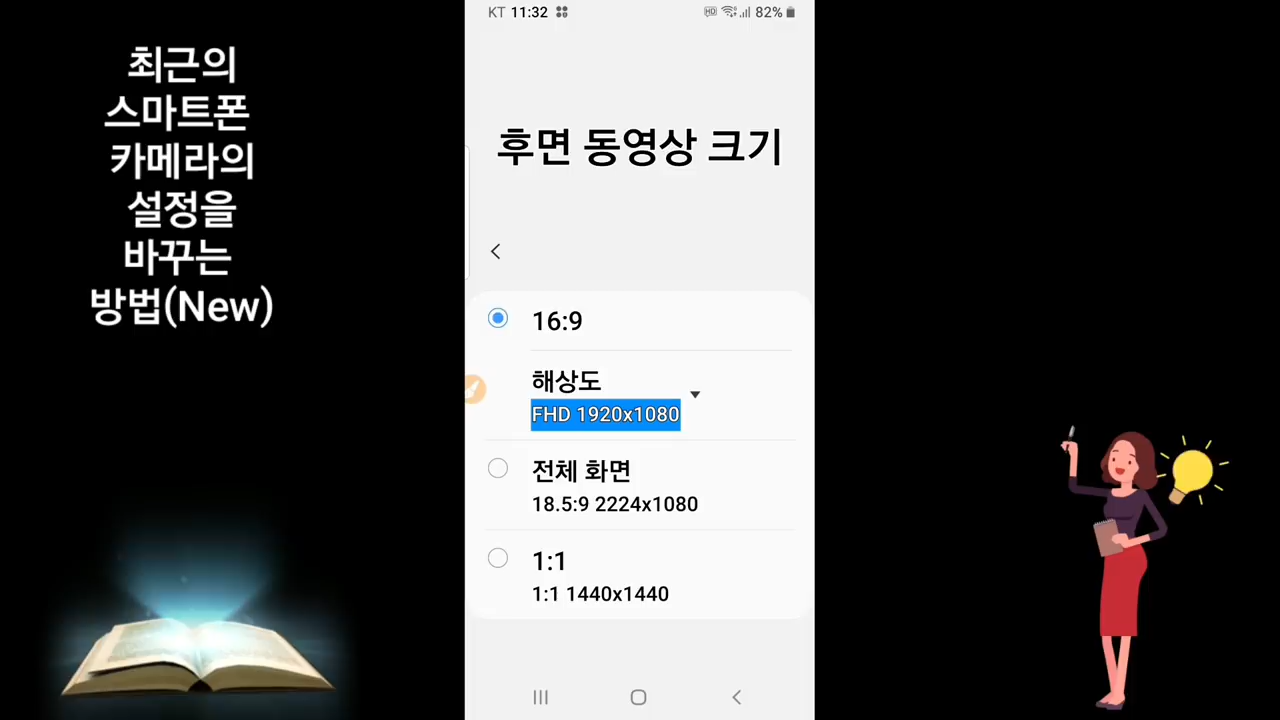 최근의
스마트폰
카메라의
설정을
바꾸는
방법(New)
KT 11:32 82%
후면 동영상 크기
16:9
해상도
FHD 1920x1080
전체 화면
18.5:9 2224x1080
1:1
1:1 1440x1440